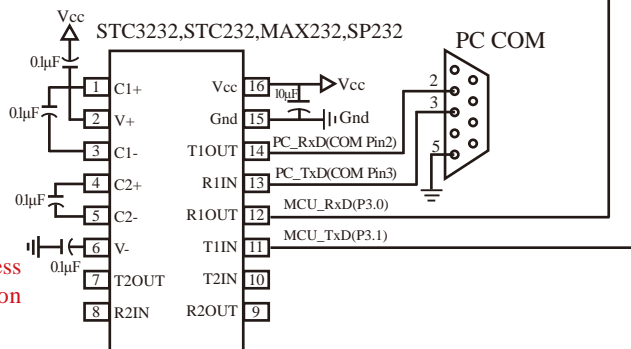 Vcc
STC3232,STC232,MAX232,SP232
PC COM
0.1µF
1 C1+
Vcc 16
Vcc
10µF
0.1µF
2 V+
Gnd 15
Gnd
3 C1-
T1OUT 14
PC_RxD(COM Pin2)
2
3
5
4 C2+
R1IN 13
PC_TxD(COM Pin3)
0.1µF
5 C2-
R1OUT 12
MCU_RxD(P3.0)
6 V-
T1IN 11
MCU_TxD(P3.1)
0.1µF
ess
7 T2OUT
T2IN 10
on
8 R2IN
R2OUT 9